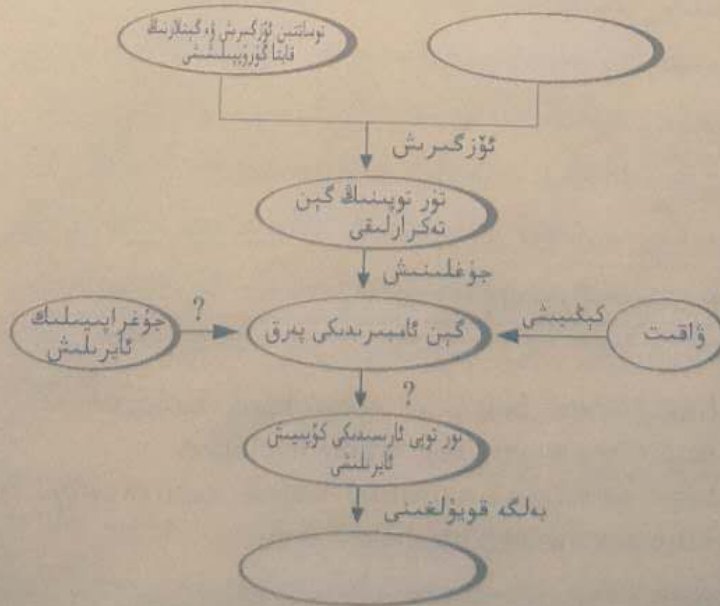 تۇساتتىن ئۆزگىرىش ۋە گېنلارنىڭ
قايتا گۇرۇپپىلىنىشى
ئۆزگىرىش
تۈر توپىنىڭ گېن
تەكرارلىقى
جۇغلىنىش
جۇغراپىيىلىك
ئايرىلىش
?
گېن ئامبىرىدىكى پەرق
كېڭىيىشى
ۋاقىت
?
تۈر توپى ئارىسىدىكى كۆپىيىش
ئايرىلىشى
بەلگە قويۇلغىنى